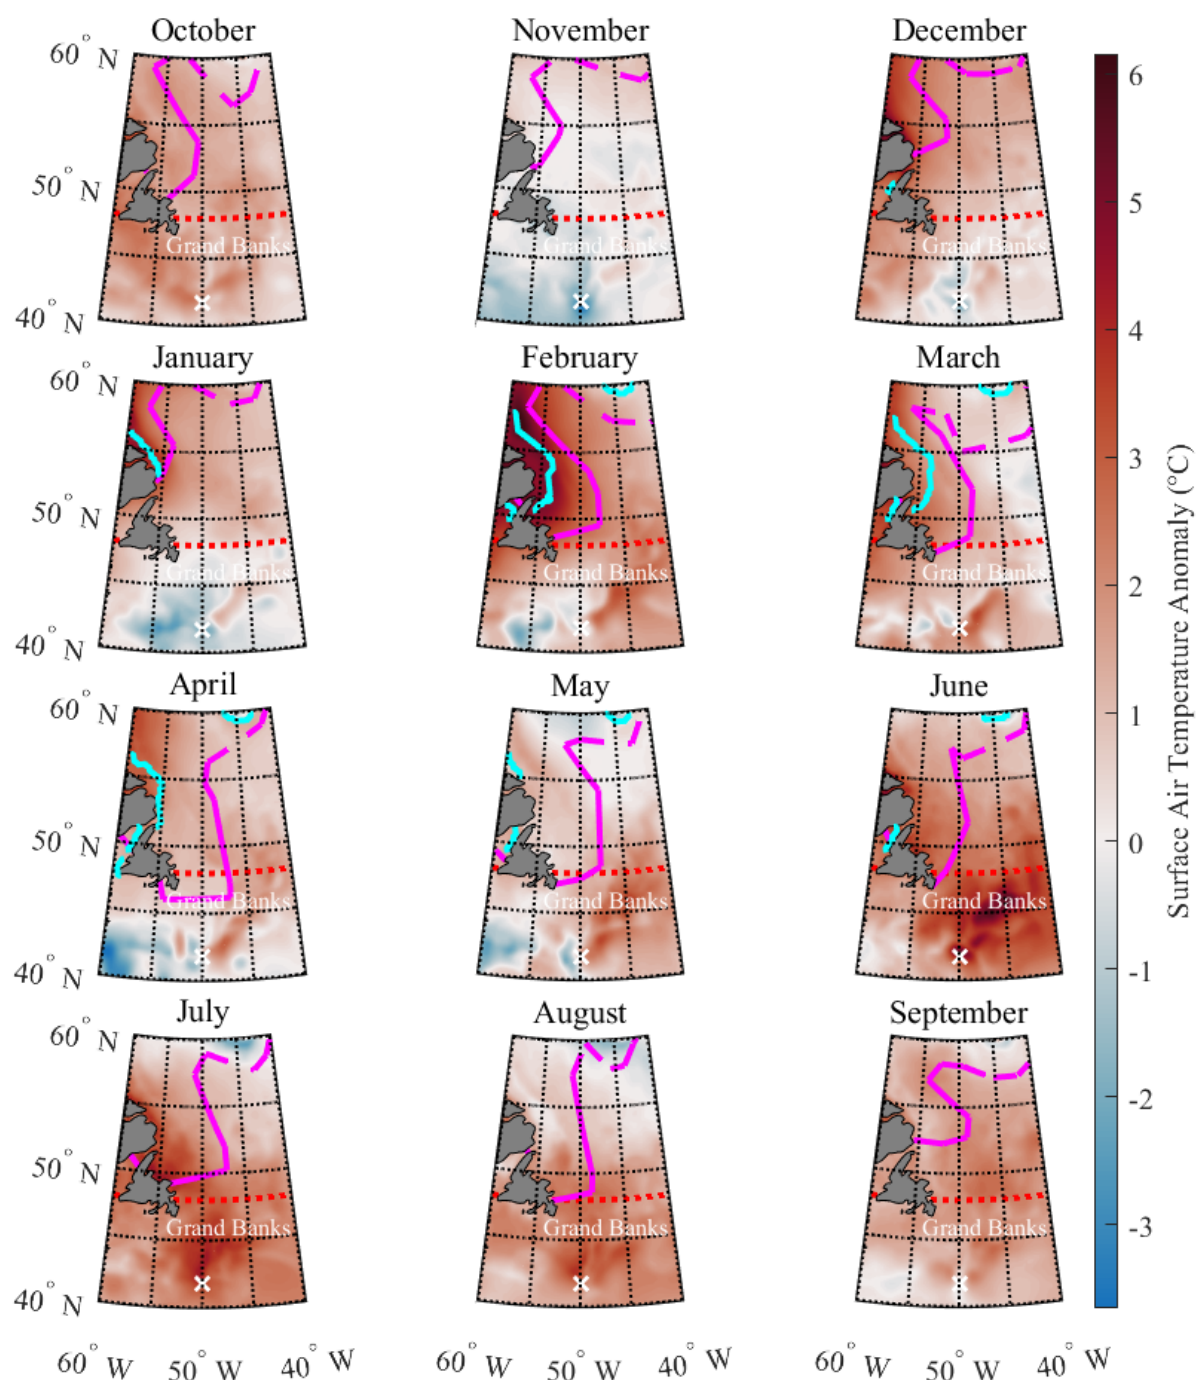 October
November
December
60° N
50° N
40° N
Grand Banks
Grand Banks
Grand Banks
January
February
March
60° N
50° N
40° N
Grand Banks
Grand Banks
Grand Banks
April
May
June
60° N
50° N
40° N
Grand Banks
Grand Banks
Grand Banks
July
August
September
60° N
50° N
40° N
Grand Banks
Grand Banks
Grand Banks
60° W 50° W 40° W
60° W 50° W 40° W
60° W 50° W 40° W
6
5
4
3
2
1
0
-1
-2
-3
Surface Air Temperature Anomaly (°C)